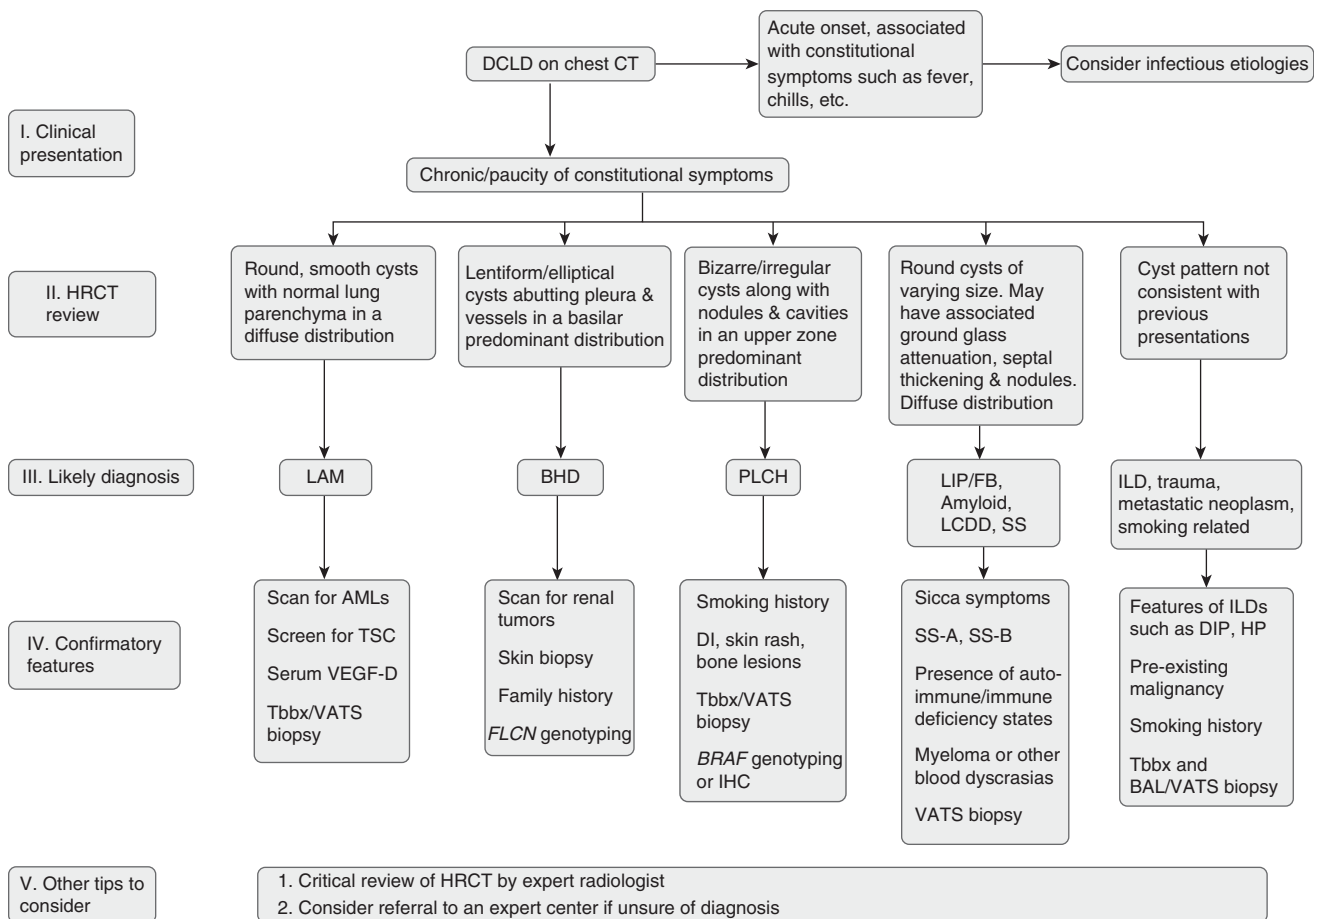 DCLD on chest CT
Acute onset, associated
with constitutional
symptoms such as fever,
chills, etc.
Consider infectious etiologies
I. Clinical
presentation
Chronic/paucity of constitutional symptoms
II. HRCT
review
Round, smooth cysts
with normal lung
parenchyma in a
diffuse distribution
Lentiform/elliptical
cysts abutting pleura &
vessels in a basilar
predominant distribution
Bizarre/irregular
cysts along with
nodules & cavities
in an upper zone
predominant
distribution
Round cysts of
varying size. May
have associated
ground glass
attenuation, septal
thickening & nodules.
Diffuse distribution
Cyst pattern not
consistent with
previous
presentations
III. Likely diagnosis
LAM
BHD
PLCH
LIP/FB,
Amyloid,
LCDD, SS
ILD, trauma,
metastatic neoplasm,
smoking related
IV. Confirmatory
features
Scan for AMLs
Screen for TSC
Serum VEGF-D
Tbbx/VATS
biopsy
Scan for renal
tumors
Skin biopsy
Family history
FLCN genotyping
Smoking history
DI, skin rash,
bone lesions
Tbbx/VATS
biopsy
BRAF genotyping
or IHC
Sicca symptoms
SS-A, SS-B
Presence of auto-
immune/immune
deficiency states
Myeloma or other
blood dyscrasias
VATS biopsy
Features of ILDs
such as DIP, HP
Pre-existing
malignancy
Smoking history
Tbbx and
BAL/VATS biopsy
V. Other tips to
consider
1. Critical review of HRCT by expert radiologist
2. Consider referral to an expert center if unsure of diagnosis